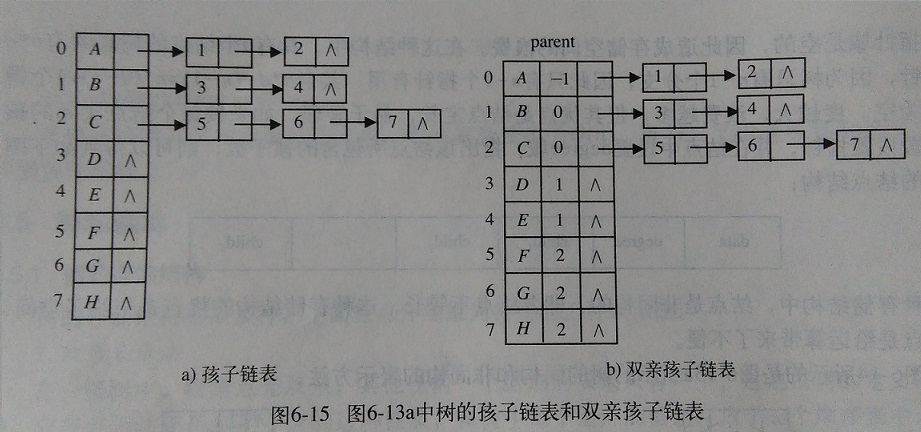 parent
0 A 1 2 ∧
1 B 3 4 ∧
2 C 5 6 7 ∧
3 D ∧
4 E ∧
5 F ∧
6 G ∧
7 H ∧
0 A -1 1 2 ∧
1 B 0 3 4 ∧
2 C 0 5 6 7 ∧
3 D 1 ∧
4 E 1 ∧
5 F 2 ∧
6 G 2 ∧
7 H 2 ∧
a) 孩子链表
b) 双亲孩子链表
图6-15 图6-13a中树的孩子链表和双亲孩子链表